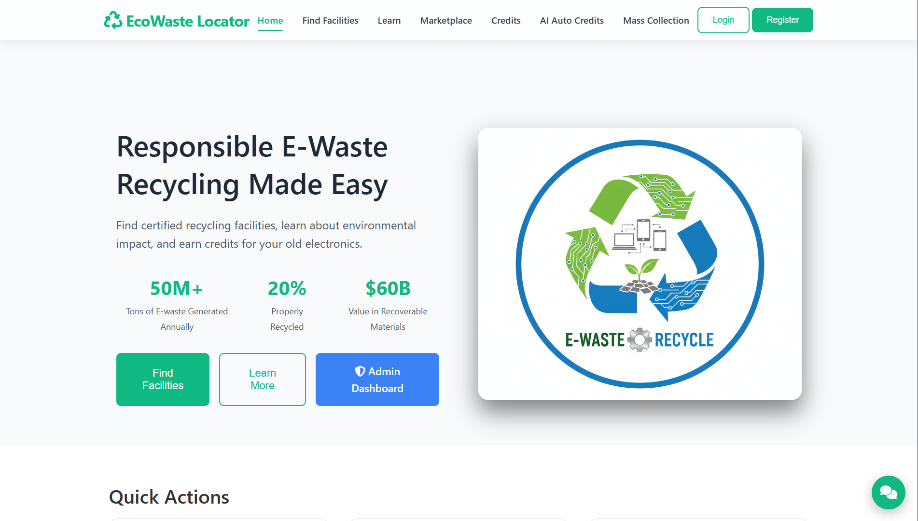 EcoWaste Locator
Home
Find Facilities
Learn
Marketplace
Credits
AI Auto Credits
Mass Collection
Login
Register
Responsible E-Waste
Recycling Made Easy
Find certified recycling facilities, learn about environmental
impact, and earn credits for your old electronics.
50M+
Tons of E-waste Generated
Annually
20%
Properly
Recycled
$60B
Value in Recoverable
Materials
Find
Facilities
Learn
More
Admin
Dashboard
E-WASTE RECYCLE
Quick Actions